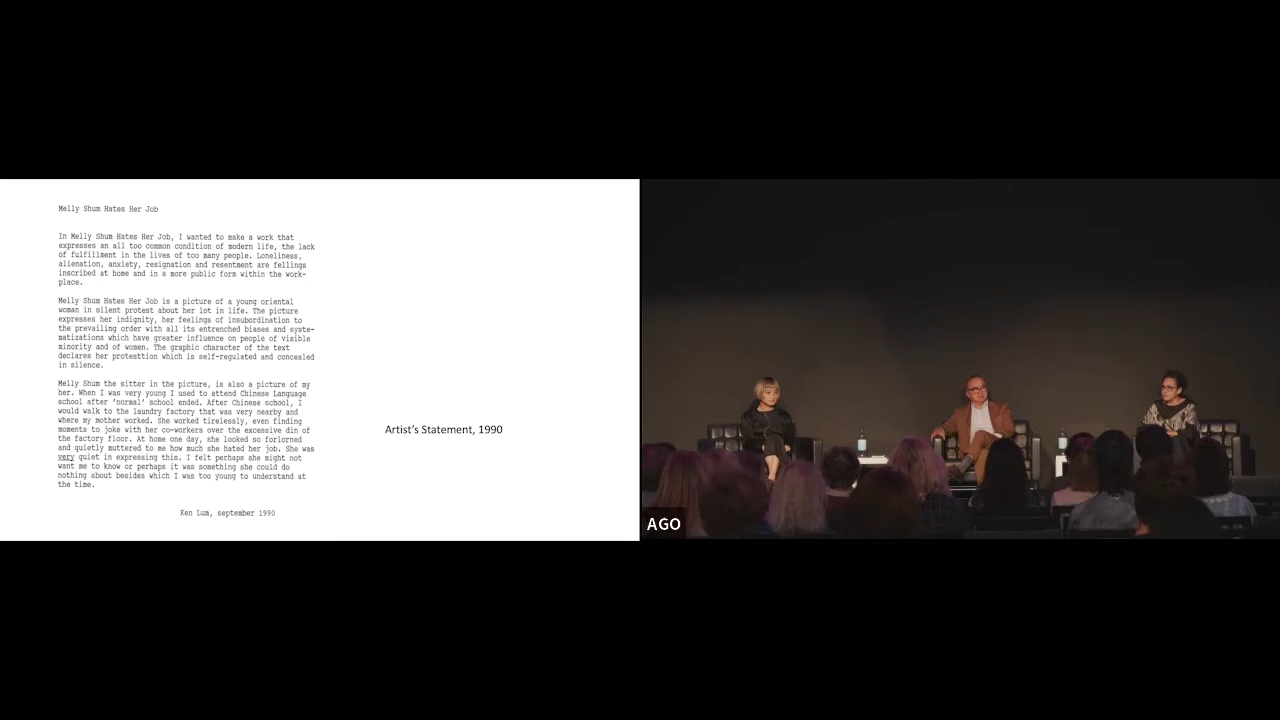 Melly Shum Hates Her Job
In Melly Shum Hates Her Job, I wanted to make a work that
expresses an all too common condition of modern life, the lack
of fulfillment in the lives of too many people. Loneliness,
alienation, anxiety, resignation and resentment are fellings
inscribed at home and in a more public form within the work-
place.
Melly Shum Hates Her Job is a picture of a young oriental
woman in silent protest about her lot in life. The picture
expresses her indignity, her feelings of insubordination to
the prevailing order with all its entrenched biases and syste-
matizations which have greater influence on people of visible
minority and of women. The graphic character of the text
declares her protesttion which is self-regulated and concealed
in silence.
Melly Shum the sitter in the picture, is also a picture of my
her. When I was very young I used to attend Chinese Language
school after 'normal' school ended. After Chinese school, I
would walk to the laundry factory that was very nearby and
where my mother worked. She worked tirelessly, even finding
moments to joke with her co-workers over the excessive din of
the factory floor. At home one day, she looked so forlorned
and quietly muttered to me how much she hated her job. She was
very quiet in expressing this. I felt perhaps she might not
want me to know or perhaps it was something she could do
nothing about besides which I was too young to understand at
the time.
Ken Lum, september 1990
Artist's Statement, 1990
AGO